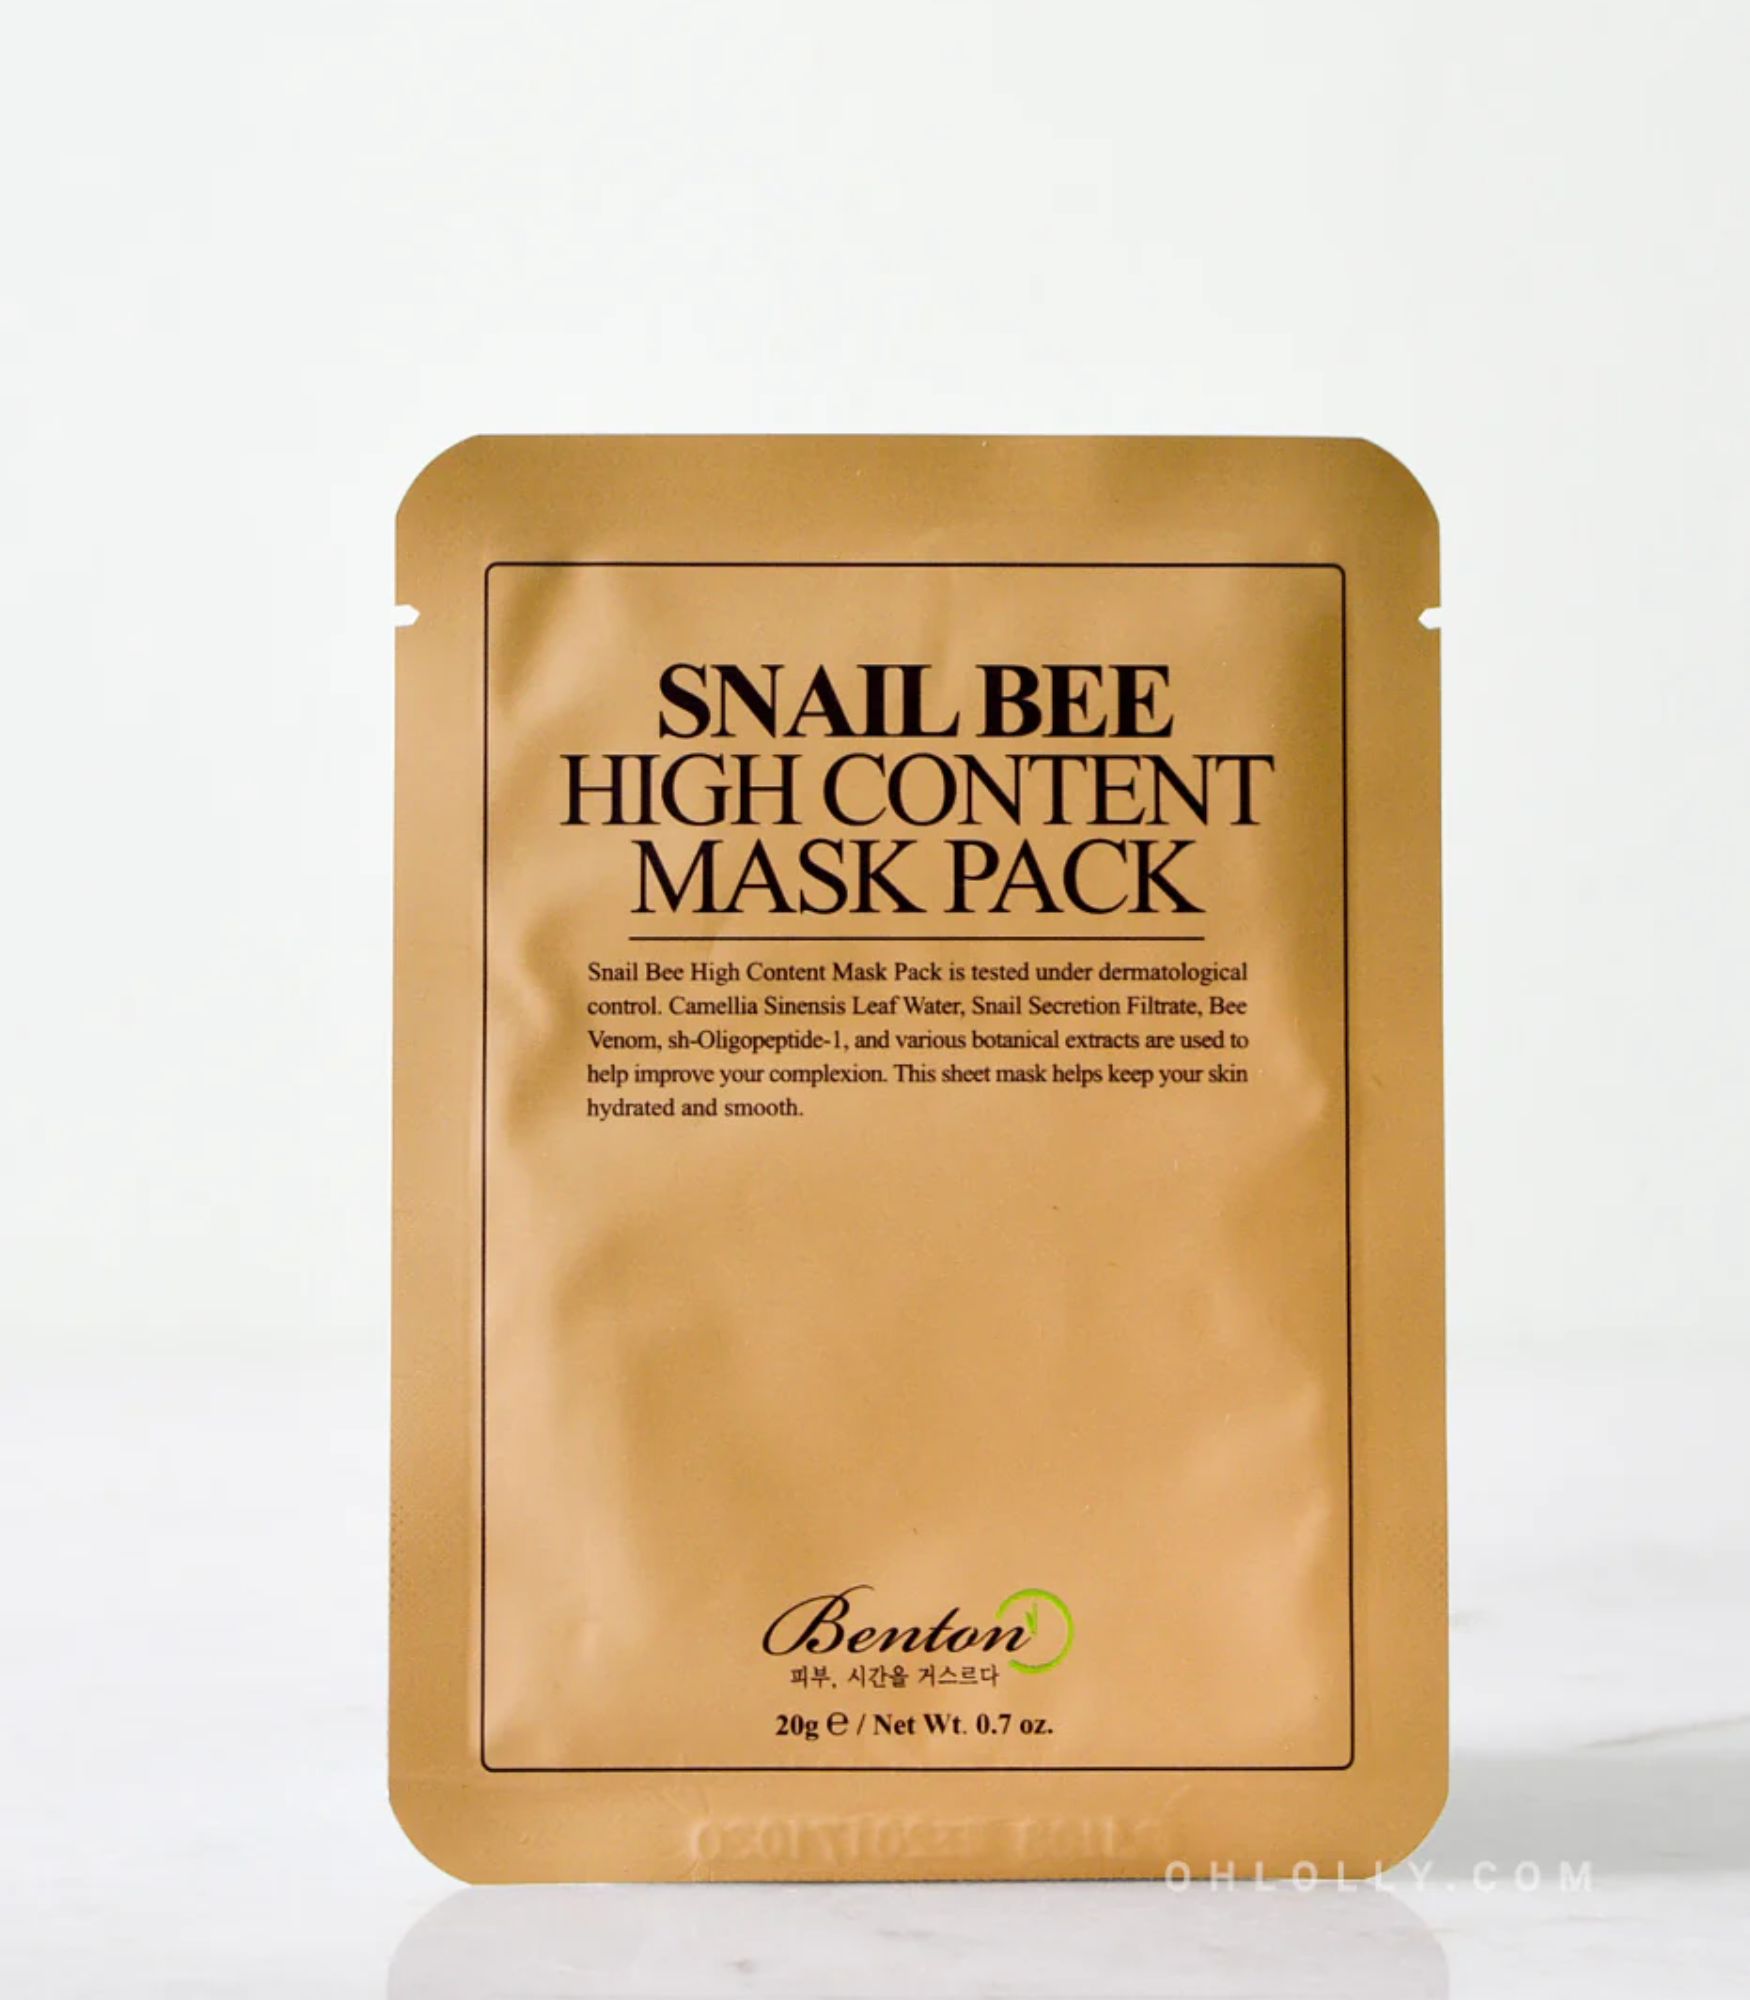 SNAIL BEE
HIGH CONTENT
MASK PACK
Snail Bee High Content Mask Pack is tested under dermatological
control. Camellia Sinensis Leaf Water, Snail Secretion Filtrate, Bee
Venom, sh-Oligopeptide-1, and various botanical extracts are used to
help improve your complexion. This sheet mask helps keep your skin
hydrated and smooth.
Benton
피부, 시간을 거스르다
20g ℮ / Net Wt. 0.7 oz.
OHLOLLY.COM